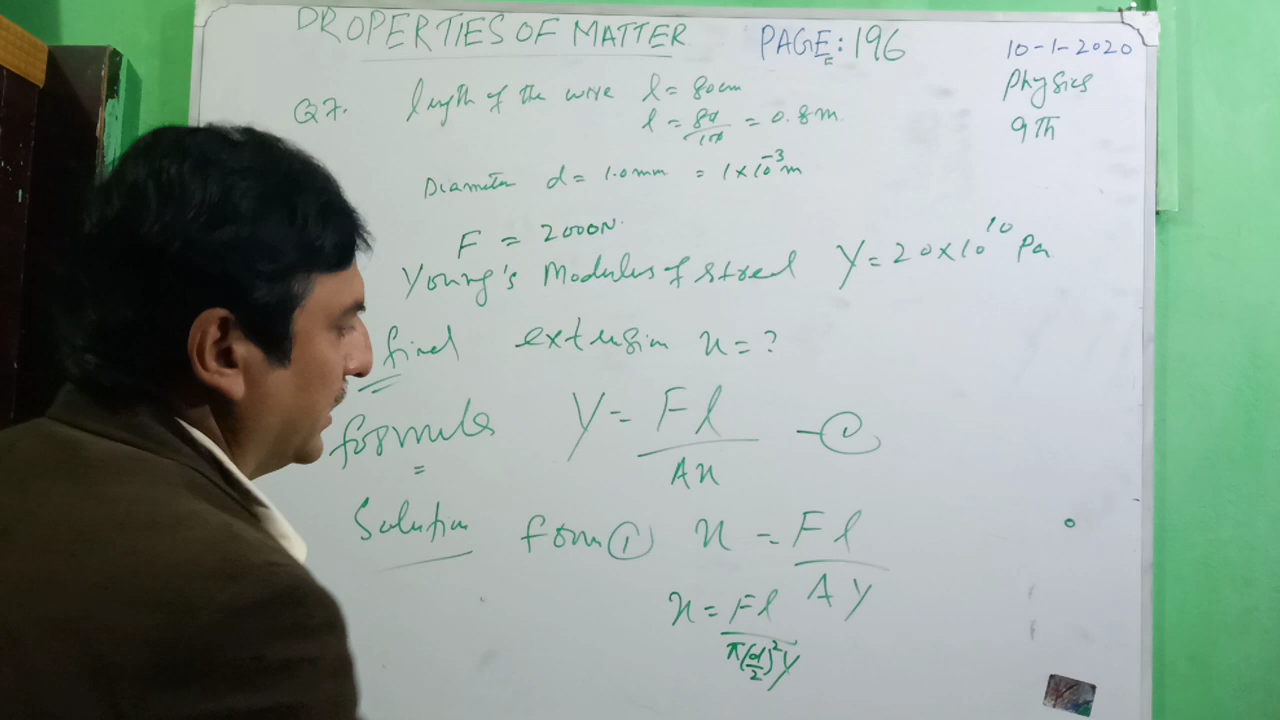 PROPERTIES OF MATTER
PAGE: 196
10-1-2020
Physics
9Th
Q7. length of the wire l = 80cm
l = 80/100 = 0.8m
Diameter d = 1.0mm = 1×10⁻³m
F = 2000N
Young's Modulus of steel Y = 20×10¹⁰ Pa
find extension x = ?
formula Y = Fl/Ax — ①
Solution from ① x = Fl/AY
x = Fl/π(d/2)²Y